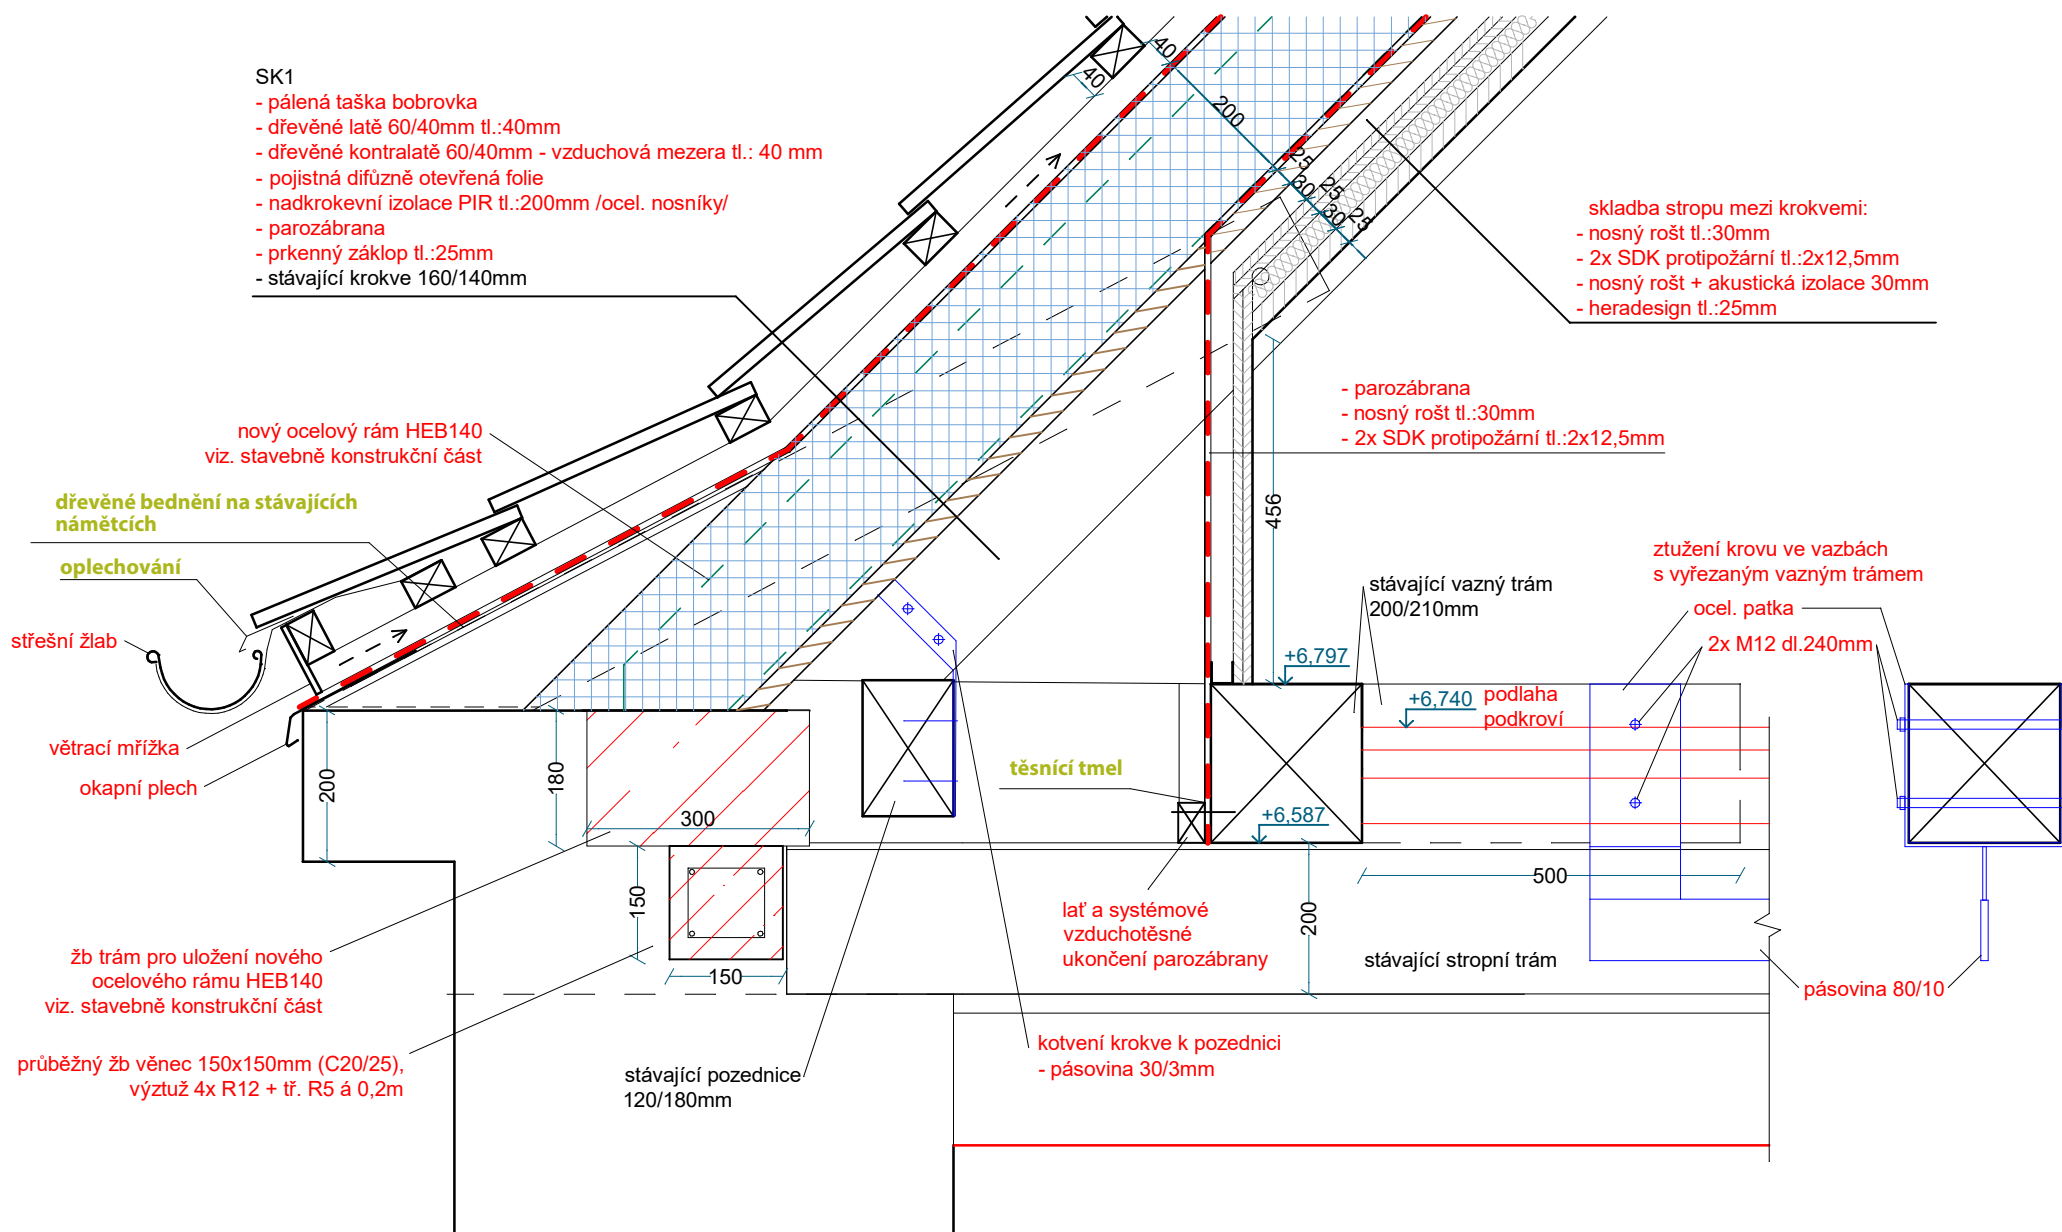 SK1
- pálená taška bobrovka
- dřevěné latě 60/40mm tl.:40mm
- dřevěné kontralatě 60/40mm - vzduchová mezera tl.: 40 mm
- pojistná difůzně otevřená folie
- nadkrokevní izolace PIR tl.:200mm /ocel. nosníky/
- parozábrana
- prkenný záklop tl.:25mm
- stávající krokve 160/140mm
40
40
200
25
30
25
30
25
skladba stropu mezi krokvemi:
- nosný rošt tl.:30mm
- 2x SDK protipožární tl.:2x12,5mm
- nosný rošt + akustická izolace 30mm
- heradesign tl.:25mm
- parozábrana
- nosný rošt tl.:30mm
- 2x SDK protipožární tl.:2x12,5mm
nový ocelový rám HEB140
viz. stavebně konstrukční část
dřevěné bednění na stávajících
námětcích
oplechování
střešní žlab
větrací mřížka
okapní plech
456
stávající vazný trám
200/210mm
ztužení krovu ve vazbách
s vyřezaným vazným trámem
ocel. patka
2x M12 dl.240mm
+6,797
+6,740
podlaha
podkroví
těsnící tmel
+6,587
200
180
300
150
150
500
200
lať a systémové
vzduchotěsné
ukončení parozábrany
stávající stropní trám
pásovina 80/10
žb trám pro uložení nového
ocelového rámu HEB140
viz. stavebně konstrukční část
průběžný žb věnec 150x150mm (C20/25),
výztuž 4x R12 + tř. R5 á 0,2m
stávající pozednice
120/180mm
kotvení krokve k pozednici
- pásovina 30/3mm